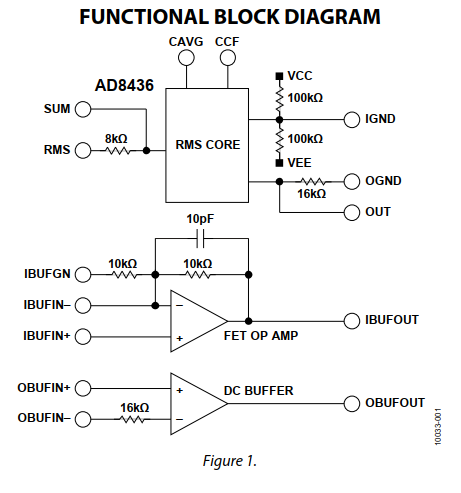 FUNCTIONAL BLOCK DIAGRAM
CAVG CCF
AD8436
VCC
SUM
100kΩ
IGND
8kΩ
RMS
RMS CORE
100kΩ
VEE
OGND
16kΩ
OUT
10pF
10kΩ
10kΩ
IBUFGN
IBUFIN–
–
IBUFOUT
IBUFIN+
+
FET OP AMP
OBUFIN+
+
DC BUFFER
16kΩ
OBUFOUT
OBUFIN–
–
10033-001
Figure 1.